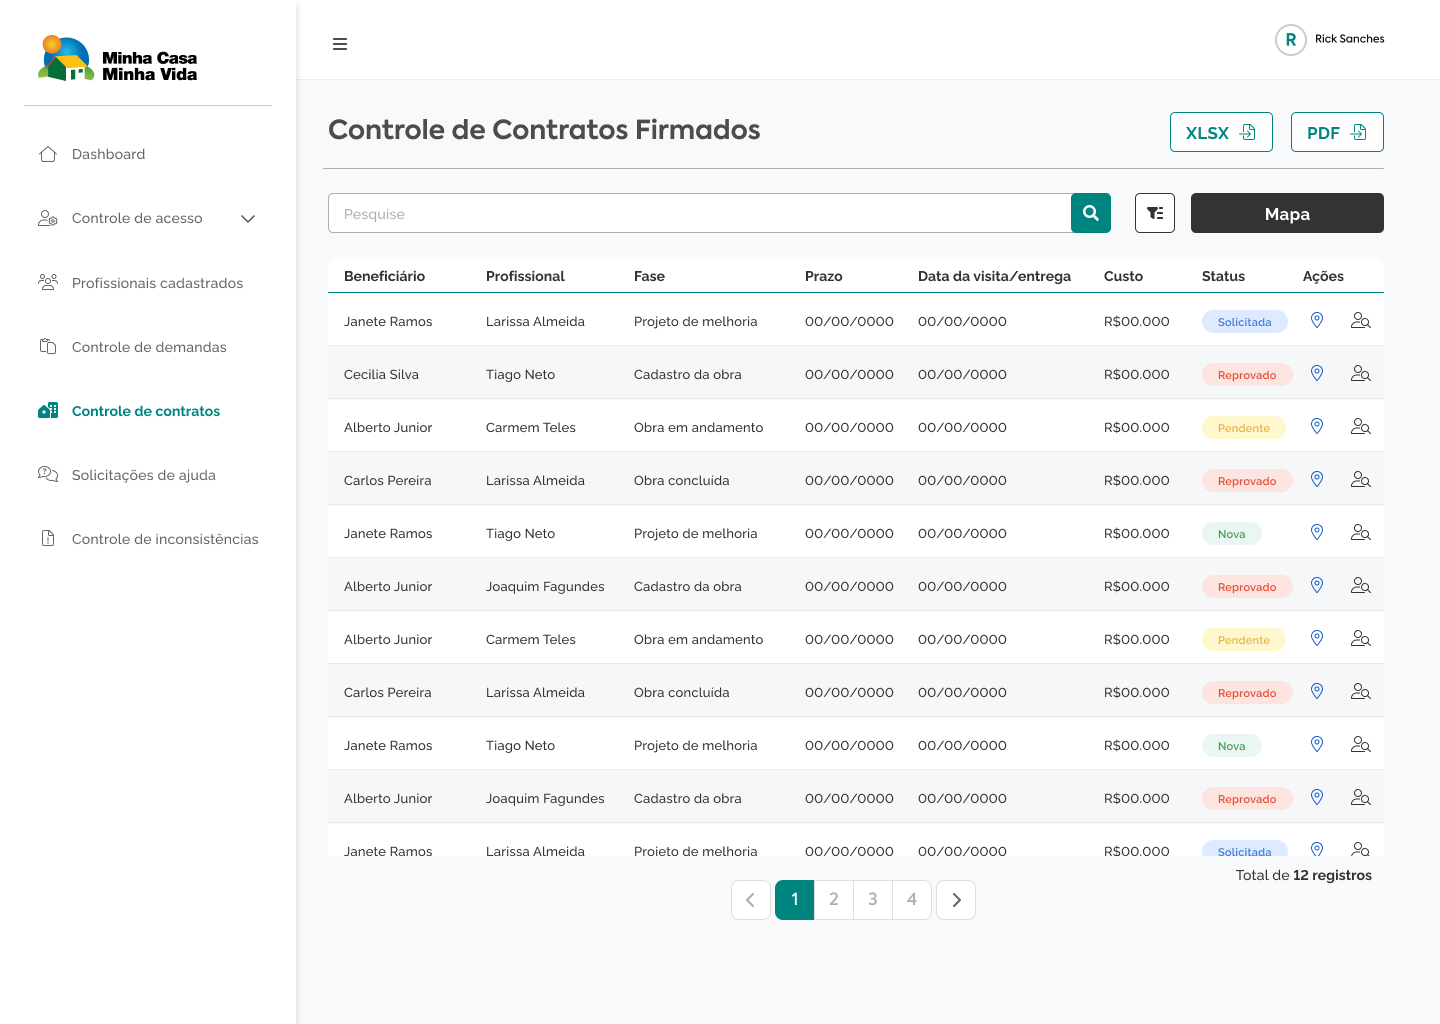 Minha Casa
Minha Vida
R Rick Sanches
Dashboard
Controle de acesso
Profissionais cadastrados
Controle de demandas
Controle de contratos
Solicitações de ajuda
Controle de inconsistências
Controle de Contratos Firmados
XLSX
PDF
Pesquise
Mapa
Beneficiário Profissional Fase Prazo Data da visita/entrega Custo Status Ações
Janete Ramos Larissa Almeida Projeto de melhoria 00/00/0000 00/00/0000 R$00.000 Solicitada
Cecilia Silva Tiago Neto Cadastro da obra 00/00/0000 00/00/0000 R$00.000 Reprovado
Alberto Junior Carmem Teles Obra em andamento 00/00/0000 00/00/0000 R$00.000 Pendente
Carlos Pereira Larissa Almeida Obra concluída 00/00/0000 00/00/0000 R$00.000 Reprovado
Janete Ramos Tiago Neto Projeto de melhoria 00/00/0000 00/00/0000 R$00.000 Nova
Alberto Junior Joaquim Fagundes Cadastro da obra 00/00/0000 00/00/0000 R$00.000 Reprovado
Alberto Junior Carmem Teles Obra em andamento 00/00/0000 00/00/0000 R$00.000 Pendente
Carlos Pereira Larissa Almeida Obra concluída 00/00/0000 00/00/0000 R$00.000 Reprovado
Janete Ramos Tiago Neto Projeto de melhoria 00/00/0000 00/00/0000 R$00.000 Nova
Alberto Junior Joaquim Fagundes Cadastro da obra 00/00/0000 00/00/0000 R$00.000 Reprovado
Janete Ramos Larissa Almeida Projeto de melhoria 00/00/0000 00/00/0000 R$00.000 Solicitada
Total de 12 registros
1 2 3 4